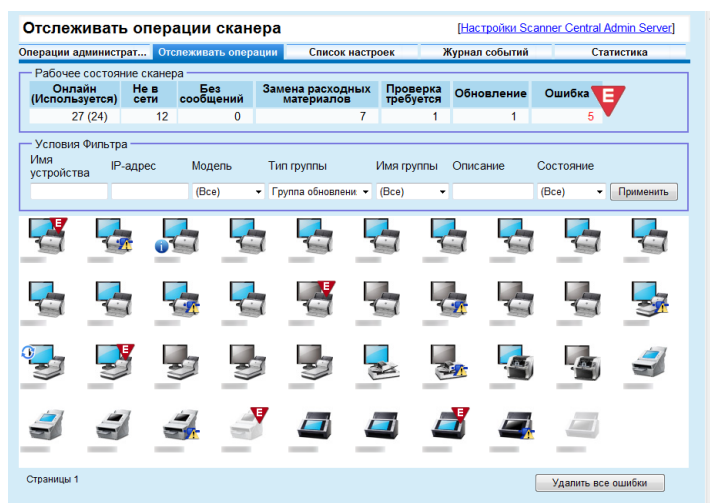 Отслеживать операции сканера
[Настройки Scanner Central Admin Server]
Операции администрат... Отслеживать операции Список настроек Журнал событий Статистика
Рабочее состояние сканера
Онлайн (Используется) Не в сети Без сообщений Замена расходных материалов Проверка требуется Обновление Ошибка E
27 (24) 12 0 7 1 1 5
Условия Фильтра
Имя устройства IP-адрес Модель Тип группы Имя группы Описание Состояние
(Все) Группа обновлени: (Все) (Все) Применить
E
E
E
E E
Страницы 1
Удалить все ошибки